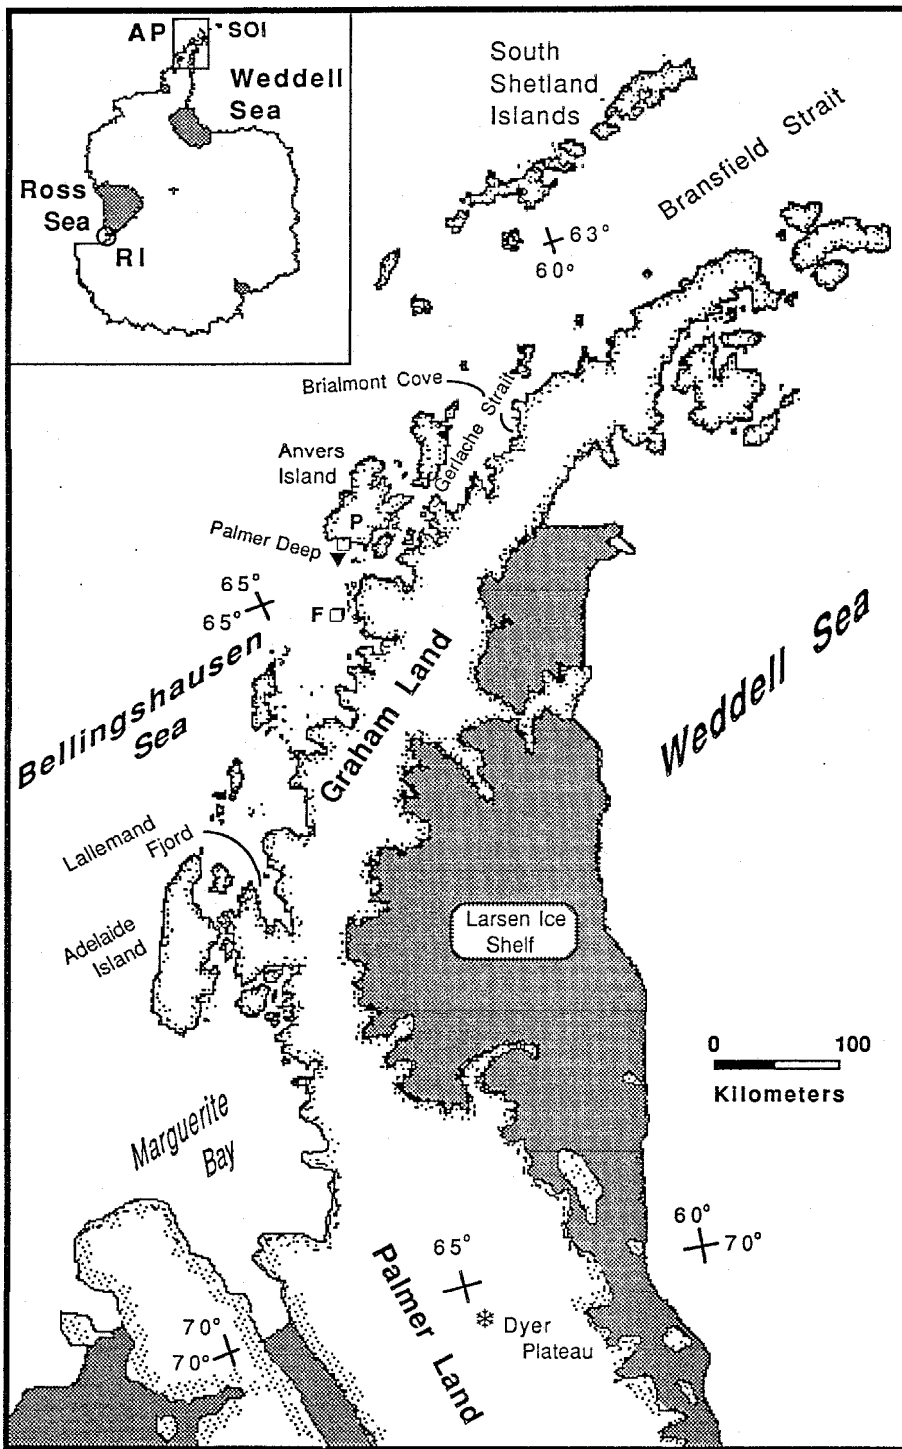 AP
SOI
Weddell
Sea
Ross
Sea
RI
South
Shetland
Islands
Bransfield Strait
63°
60°
Brialmont Cove
Gerlache Strait
Anvers
Island
P
Palmer Deep
65°
65°
F
Bellingshausen
Sea
Graham Land
Weddell Sea
Lallemand
Fjord
Adelaide
Island
Larsen Ice
Shelf
0 100
Kilometers
Marguerite
Bay
60°
70°
65°
Palmer Land
Dyer
Plateau
70°
70°